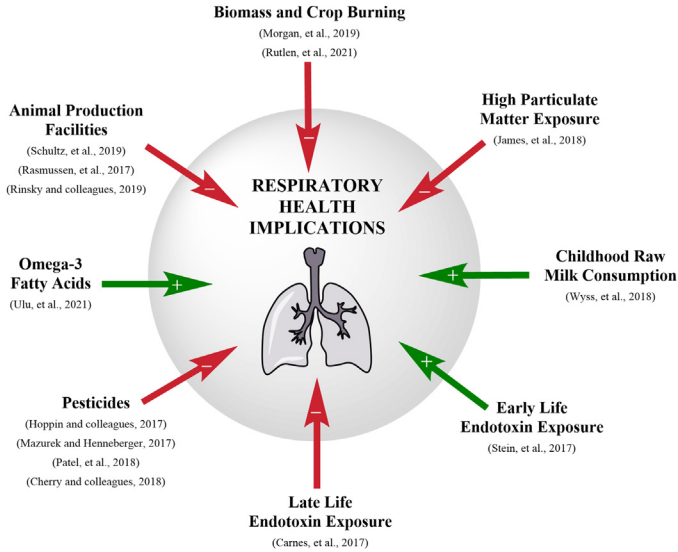 Biomass and Crop Burning
(Morgan, et al., 2019)
(Rutlen, et al., 2021)
High Particulate
Matter Exposure
(James, et al., 2018)
Animal Production
Facilities
(Schultz, et al., 2019)
(Rasmussen, et al., 2017)
(Rinsky and colleagues, 2019)
RESPIRATORY
HEALTH
IMPLICATIONS
Omega-3
Fatty Acids
(Ulu, et al., 2021)
Childhood Raw
Milk Consumption
(Wyss, et al., 2018)
Pesticides
(Hoppin and colleagues, 2017)
(Mazurek and Henneberger, 2017)
(Patel, et al., 2018)
(Cherry and colleagues, 2018)
Early Life
Endotoxin Exposure
(Stein, et al., 2017)
Late Life
Endotoxin Exposure
(Carnes, et al., 2017)